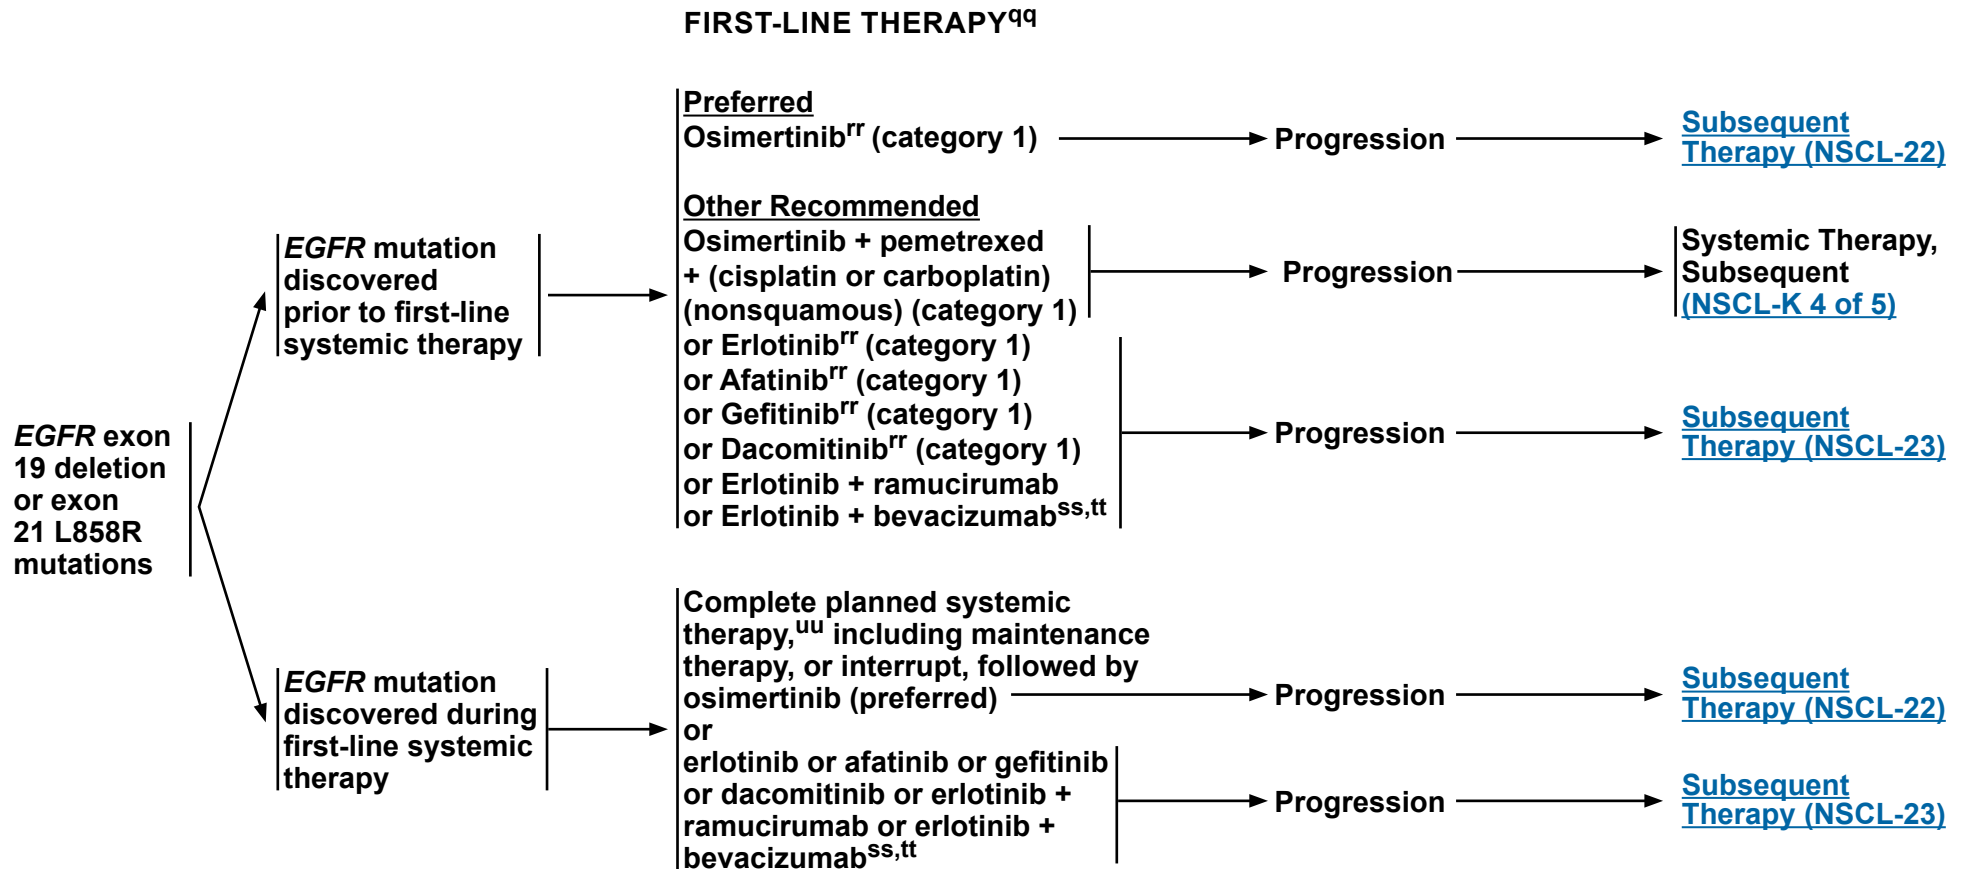 FIRST-LINE THERAPYqq
EGFR exon
19 deletion
or exon
21 L858R
mutations
EGFR mutation
discovered
prior to first-line
systemic therapy
Preferred
Osimertinibrr (category 1)
Progression
Subsequent
Therapy (NSCL-22)
Other Recommended
Osimertinib + pemetrexed
+ (cisplatin or carboplatin)
(nonsquamous) (category 1)
Progression
Systemic Therapy,
Subsequent
(NSCL-K 4 of 5)
or Erlotinibrr (category 1)
or Afatinibrr (category 1)
or Gefitinibrr (category 1)
or Dacomitinibrr (category 1)
or Erlotinib + ramucirumab
or Erlotinib + bevacizumabss,tt
Progression
Subsequent
Therapy (NSCL-23)
EGFR mutation
discovered during
first-line systemic
therapy
Complete planned systemic
therapy,uu including maintenance
therapy, or interrupt, followed by
osimertinib (preferred)
Progression
Subsequent
Therapy (NSCL-22)
or
erlotinib or afatinib or gefitinib
or dacomitinib or erlotinib +
ramucirumab or erlotinib +
bevacizumabss,tt
Progression
Subsequent
Therapy (NSCL-23)